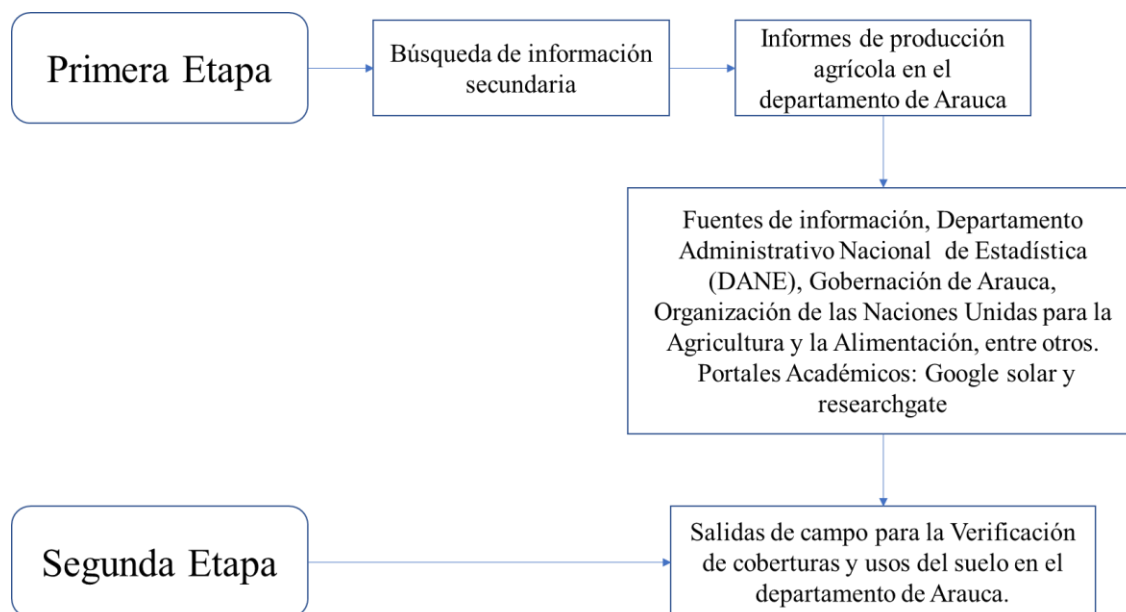 Primera Etapa
Búsqueda de información
secundaria
Informes de producción
agrícola en el
departamento de Arauca
Fuentes de información, Departamento
Administrativo Nacional de Estadística
(DANE), Gobernación de Arauca,
Organización de las Naciones Unidas para la
Agricultura y la Alimentación, entre otros.
Portales Académicos: Google solar y
researchgate
Segunda Etapa
Salidas de campo para la Verificación
de coberturas y usos del suelo en el
departamento de Arauca.